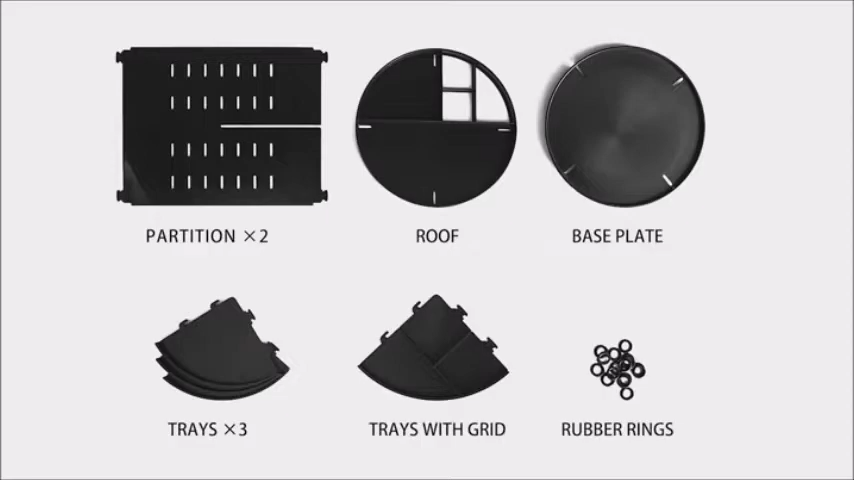 PARTITION ×2
ROOF
BASE PLATE
TRAYS ×3
TRAYS WITH GRID
RUBBER RINGS